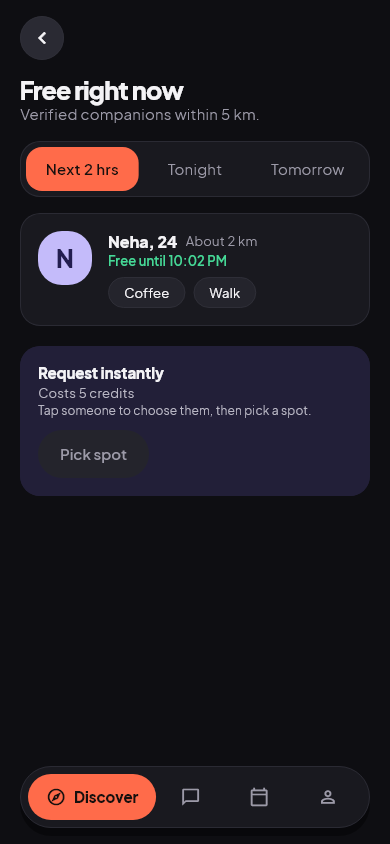 Free right now
Verified companions within 5 km.
Next 2 hrs
Tonight
Tomorrow
N
Neha, 24 About 2 km
Free until 10:02 PM
Coffee
Walk
Request instantly
Costs 5 credits
Tap someone to choose them, then pick a spot.
Pick spot
Discover